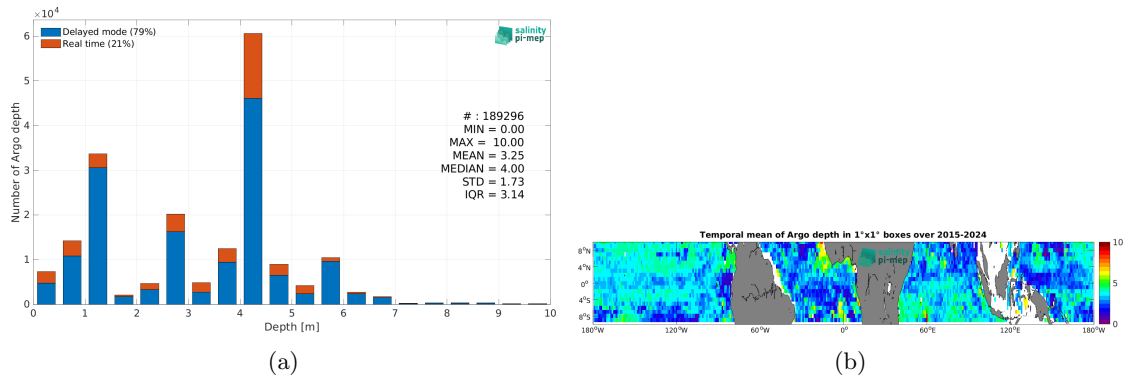 ×10⁴
Delayed mode (79%)
Real time (21%)
salinity
pi-mep
6
5
4
3
2
1
0
Number of Argo depth
# : 189296
MIN = 0.00
MAX = 10.00
MEAN = 3.25
MEDIAN = 4.00
STD = 1.73
IQR = 3.14
0 1 2 3 4 5 6 7 8 9 10
Depth [m]
(a)
Temporal mean of Argo depth in 1°x1° boxes over 2015-2024
salinity
pi-mep
8°N
4°N
0°
4°S
8°S
180°W 120°W 60°W 0° 60°E 120°E 180°W
10
5
0
(b)